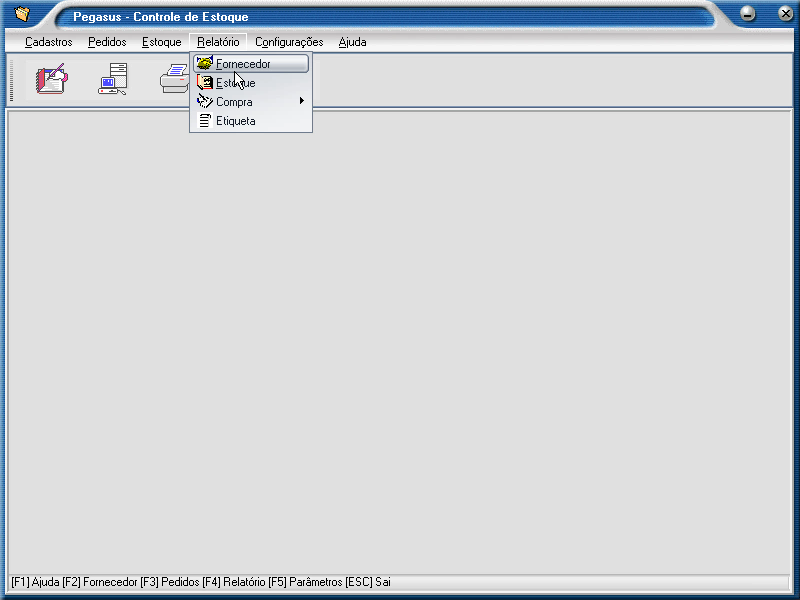 Pegasus - Controle de Estoque
Cadastros Pedidos Estoque Relatório Configurações Ajuda
Fornecedor
Estoque
Compra
Etiqueta
[F1] Ajuda [F2] Fornecedor [F3] Pedidos [F4] Relatório [F5] Parâmetros [ESC] Sai